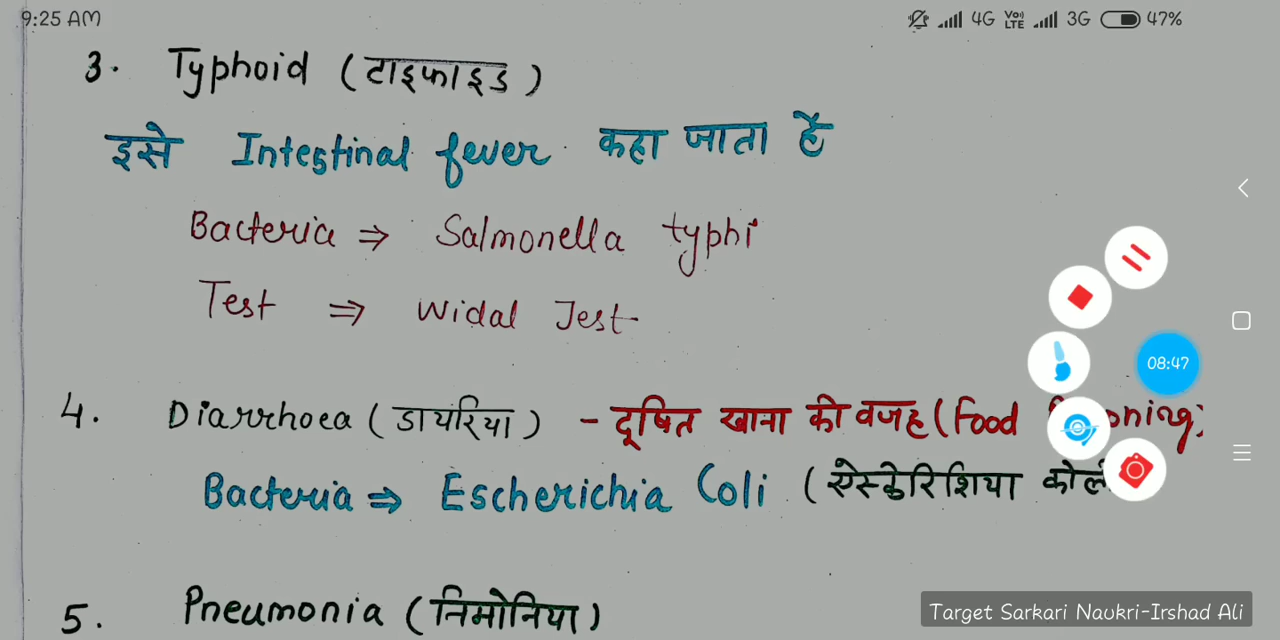 9:25 AM 4G VoLTE 3G 47%
3. Typhoid (टाइफाइड)
इसे Intestinal fever कहा जाता है
Bacteria ⇒ Salmonella typhi
Test ⇒ Widal Test
08:47
4. Diarrhoea (डायरिया) - दूषित खाना की वजह (Food
Bacteria ⇒ Escherichia Coli (ऐस्केरिशिया
5. Pneumonia (निमोनिया)
Target Sarkari Naukri-Irshad Ali